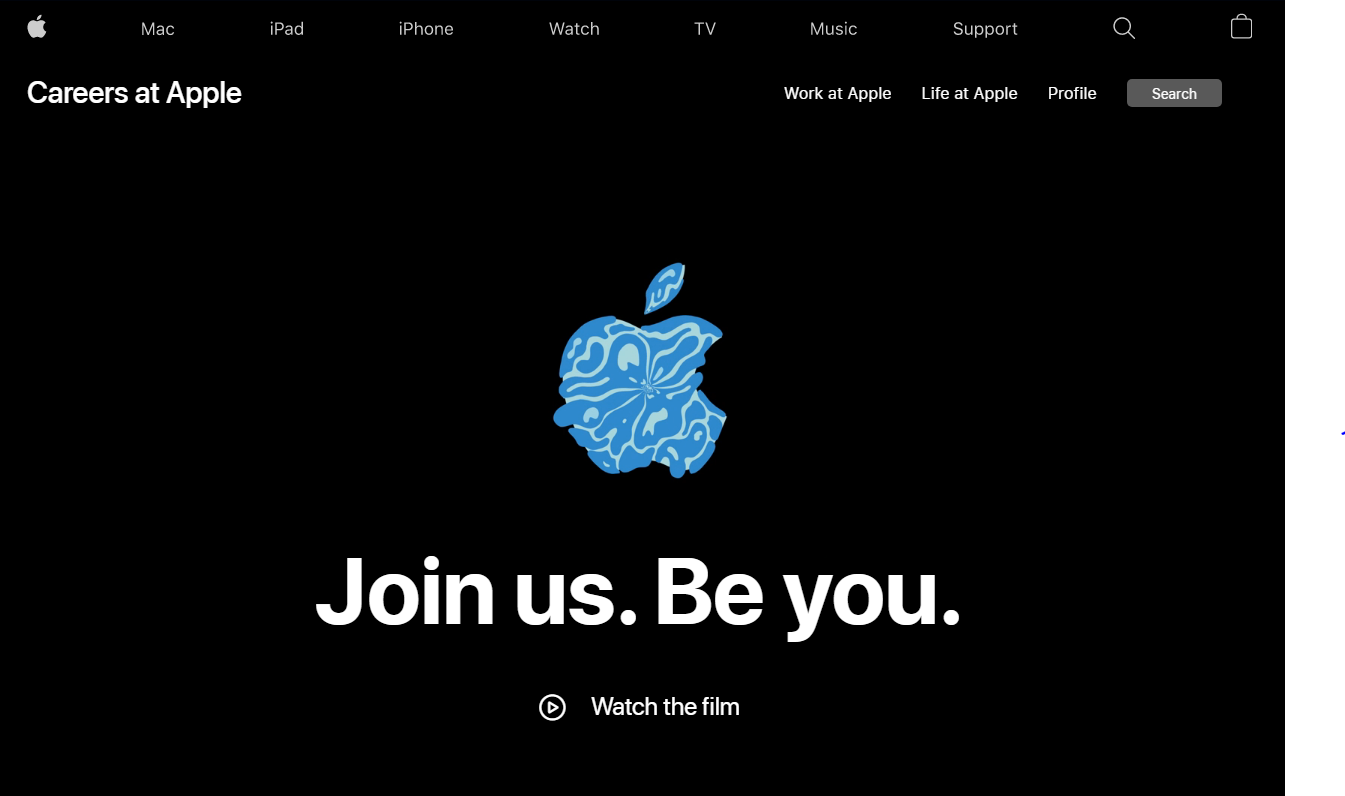 Mac iPad iPhone Watch TV Music Support
Careers at Apple Work at Apple Life at Apple Profile Search
Join us. Be you.
Watch the film